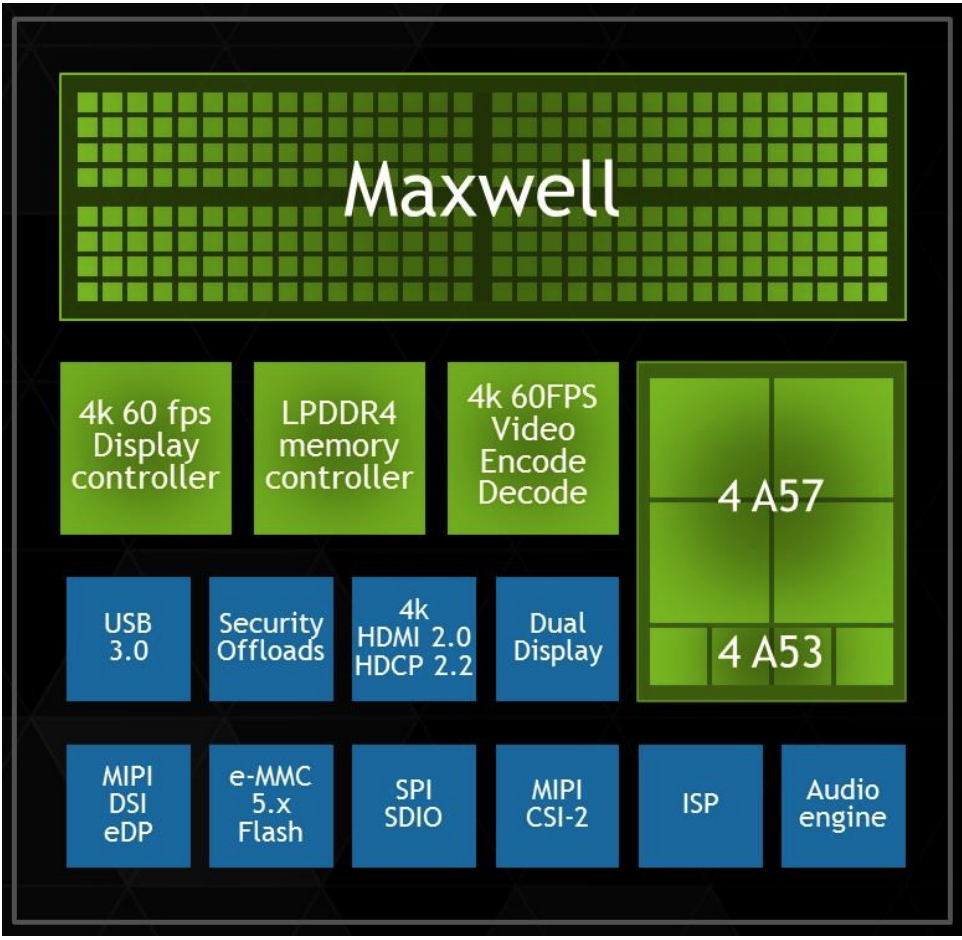 Maxwell
4k 60 fps
Display
controller
LPDDR4
memory
controller
4k 60FPS
Video
Encode
Decode
4 A57
4 A53
USB
3.0
Security
Offloads
4k
HDMI 2.0
HDCP 2.2
Dual
Display
MIPI
DSI
eDP
e-MMC
5.x
Flash
SPI
SDIO
MIPI
CSI-2
ISP
Audio
engine